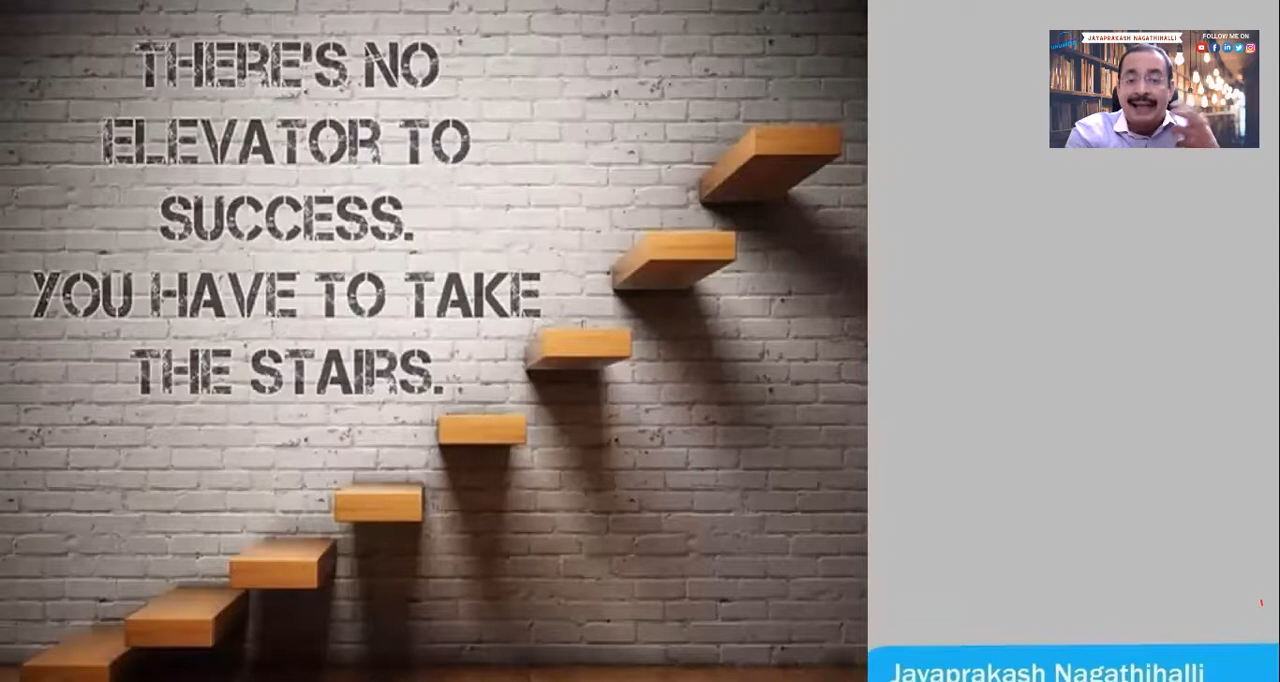 THERE'S NO
ELEVATOR TO
SUCCESS.
YOU HAVE TO TAKE
THE STAIRS.
JAYAPRAKASH NAGATHIHALLI
FOLLOW ME ON
Jayaprakash Nagathihalli